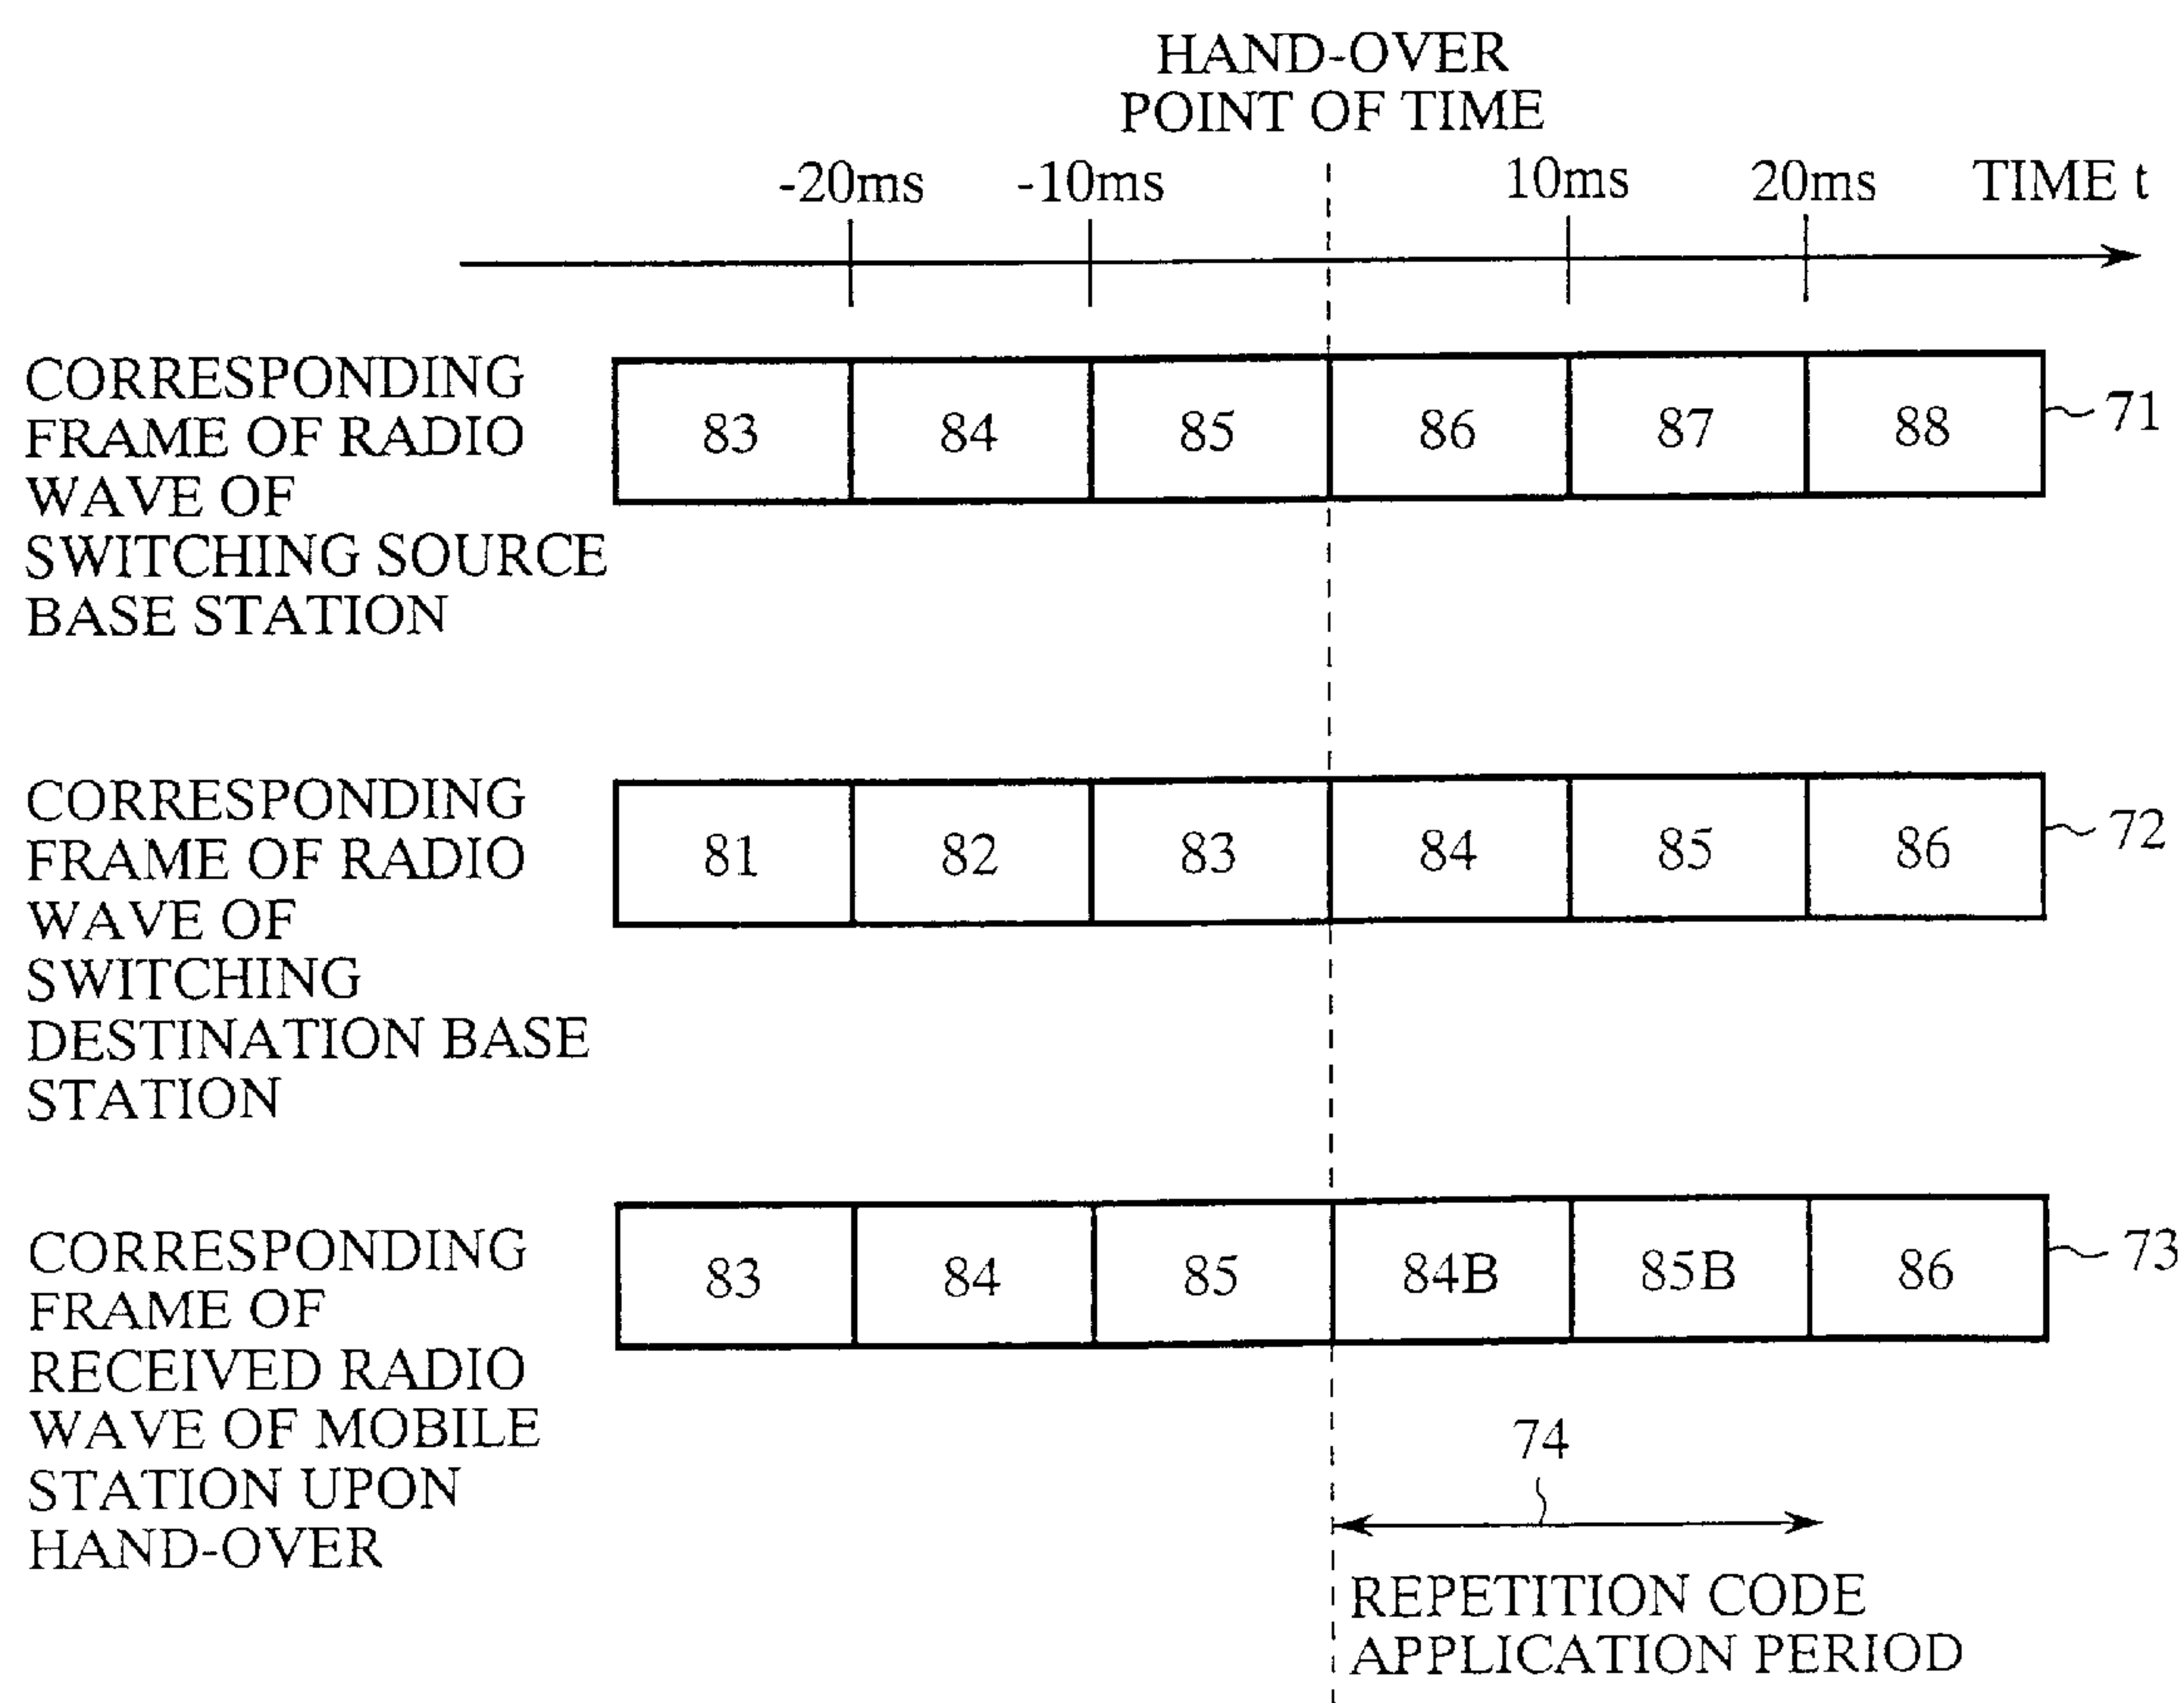 HAND-OVER
POINT OF TIME
-20ms -10ms 10ms 20ms TIME t
CORRESPONDING
FRAME OF RADIO
WAVE OF
SWITCHING SOURCE
BASE STATION
83 84 85 86 87 88 71
CORRESPONDING
FRAME OF RADIO
WAVE OF
SWITCHING
DESTINATION BASE
STATION
81 82 83 84 85 86 72
CORRESPONDING
FRAME OF
RECEIVED RADIO
WAVE OF MOBILE
STATION UPON
HAND-OVER
83 84 85 84B 85B 86 73
74
REPETITION CODE
APPLICATION PERIOD